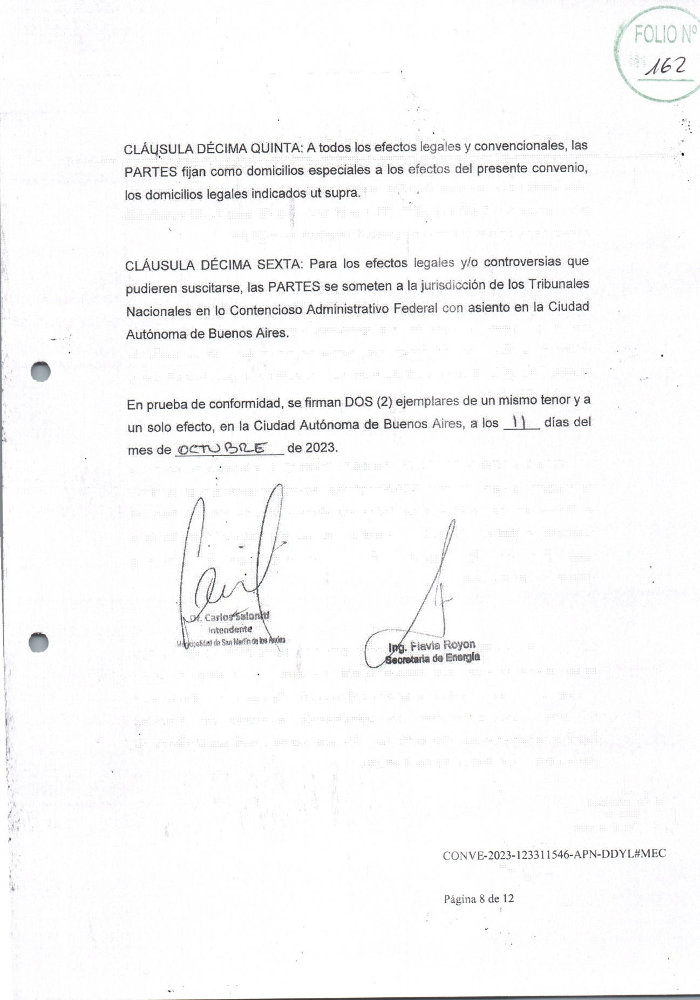 FOLIO Nº
162
CLÁUSULA DÉCIMA QUINTA: A todos los efectos legales y convencionales, las
PARTES fijan como domicilios especiales a los efectos del presente convenio,
los domicilios legales indicados ut supra.
CLÁUSULA DÉCIMA SEXTA: Para los efectos legales y/o controversias que
pudieren suscitarse, las PARTES se someten a la jurisdicción de los Tribunales
Nacionales en lo Contencioso Administrativo Federal con asiento en la Ciudad
Autónoma de Buenos Aires.
En prueba de conformidad, se firman DOS (2) ejemplares de un mismo tenor y a
un solo efecto, en la Ciudad Autónoma de Buenos Aires, a los 11 días del
mes de OCTUBRE de 2023.
Dr. Carlos Saloniti
Intendente
Municipalidad de San Martín de los Andes
Ing. Flavia Royon
Secretaria de Energía
CONVE-2023-123311546-APN-DDYL#MEC
Página 8 de 12